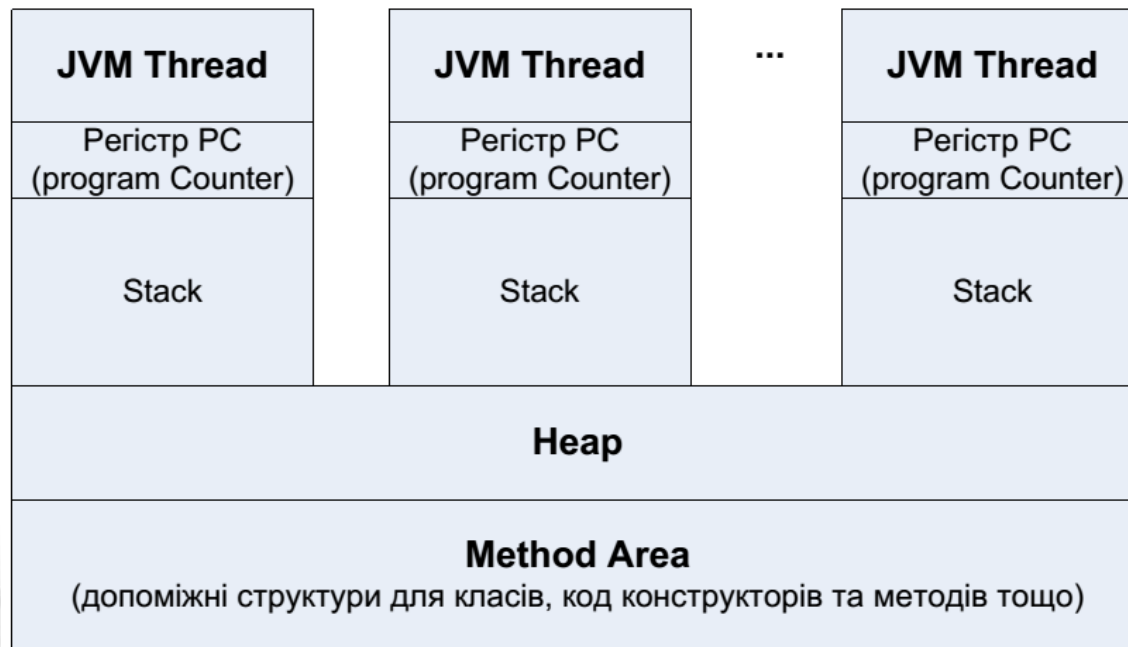 JVM Thread
Регістр PC
(program Counter)
Stack
JVM Thread
Регістр PC
(program Counter)
Stack
...
JVM Thread
Регістр PC
(program Counter)
Stack
Heap
Method Area
(допоміжні структури для класів, код конструкторів та методів тощо)